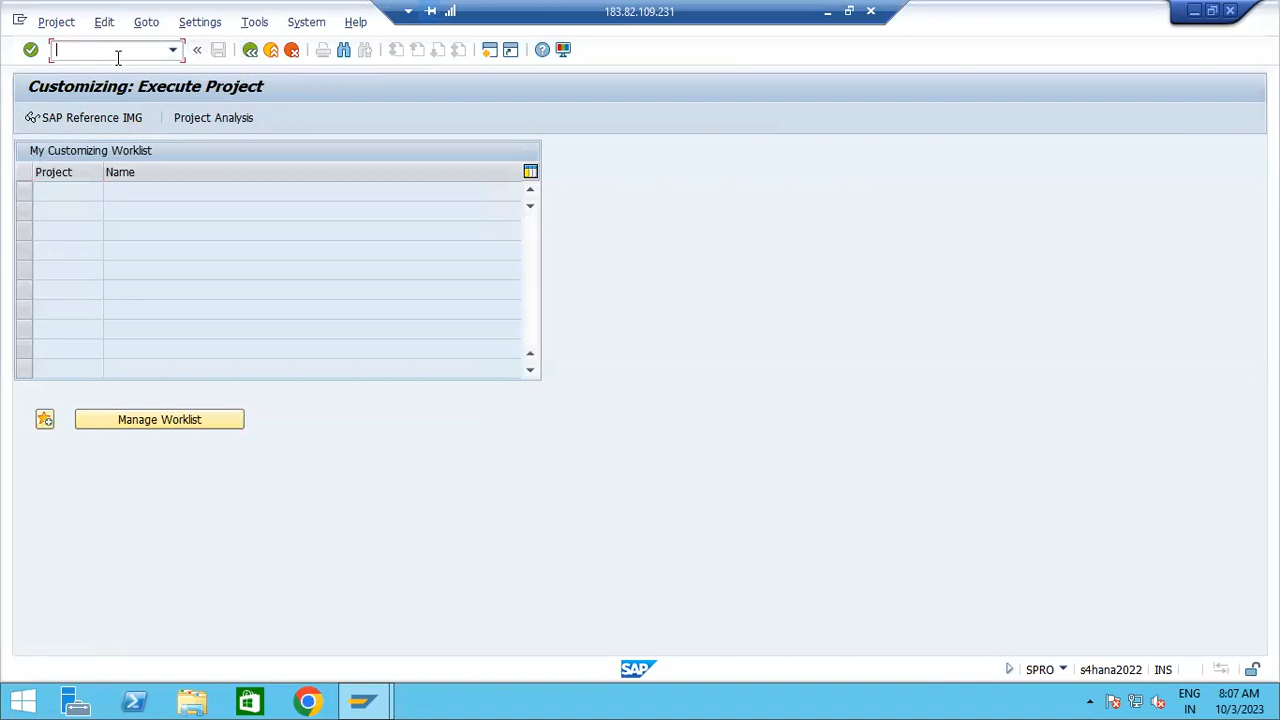 183.82.109.231
Project Edit Goto Settings Tools System Help
Customizing: Execute Project
SAP Reference IMG Project Analysis
My Customizing Worklist
Project Name
Manage Worklist
SAP
SPRO s4hana2022 INS
ENG 8:07 AM
IN 10/3/2023